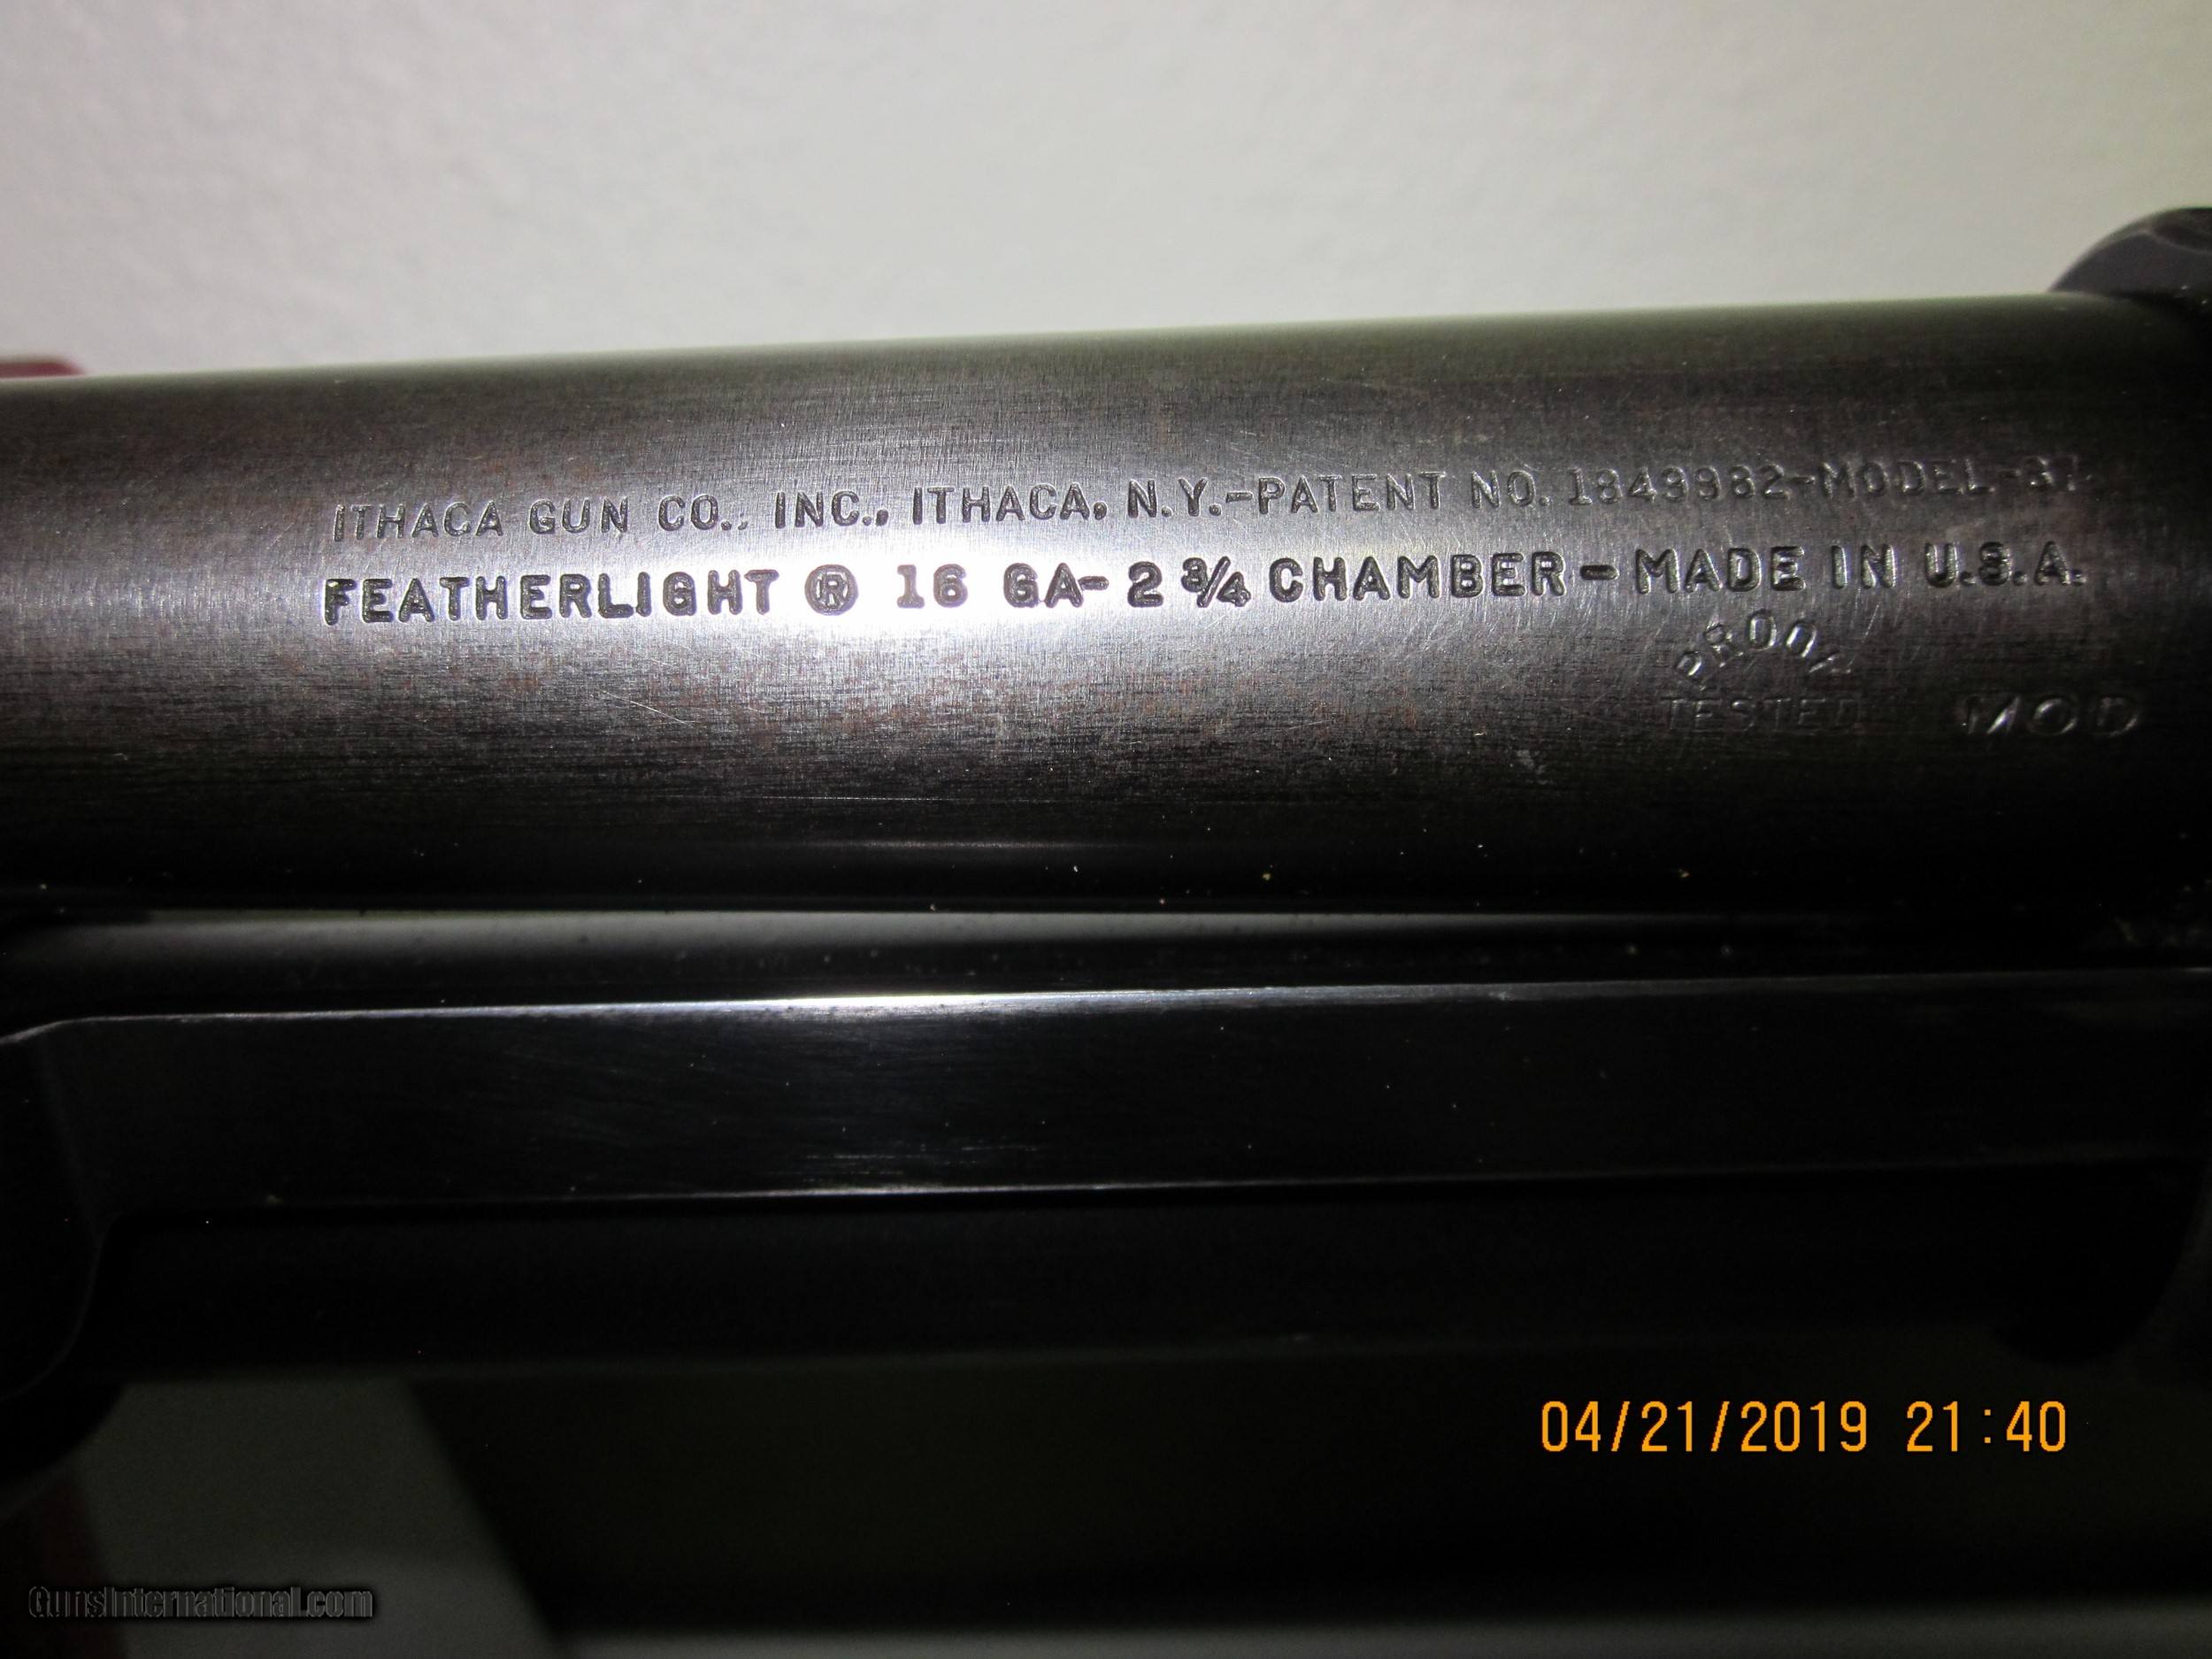 ITHACA GUN CO., INC., ITHACA, N.Y.-PATENT NO. 1849982-MODEL-37
FEATHERLIGHT ® 16 GA-2 3/4 CHAMBER-MADE IN U.S.A.
PROOF
TESTED MOD
04/21/2019 21:40
GunsInternational.com